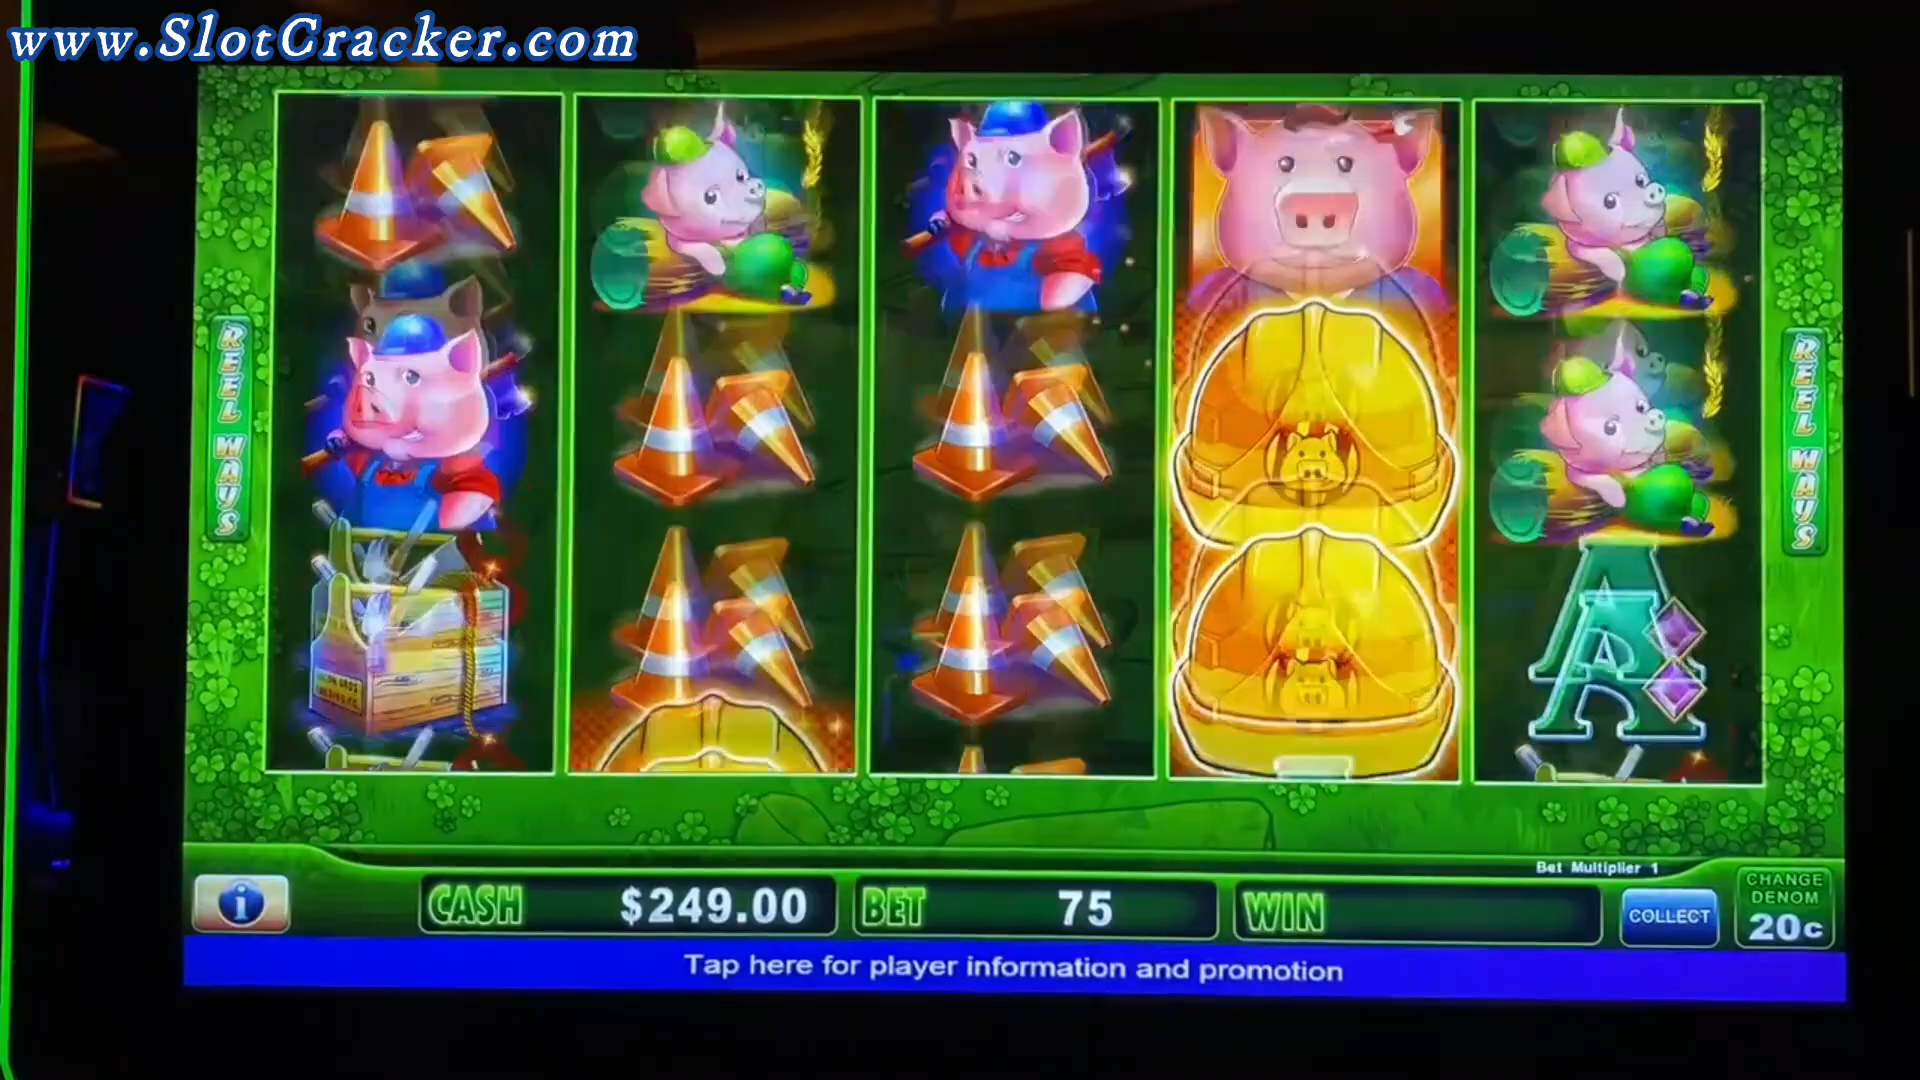 www.SlotCracker.com
REEL WAYS
REEL WAYS
Bet Multiplier 1
CASH $249.00 BET 75 WIN
COLLECT
CHANGE
DENOM
20c
Tap here for player information and promotion